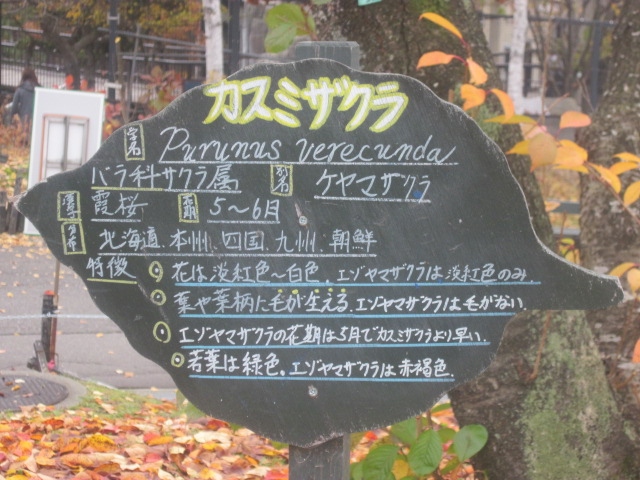 カスミザクラ
学名 Purunus verecunda
バラ科サクラ属 別名 ケヤマザクラ
漢字 霞桜 花期 5～6月
分布 北海道、本州、四国、九州、朝鮮
特徴 花は淡紅色～白色。エゾヤマザクラは淡紅色のみ.
葉や葉柄に毛が生える.エゾヤマザクラは毛がない
エゾヤマザクラの花期は5月でカスミザクラより早い.
若葉は緑色。エゾヤマザクラは赤褐色.